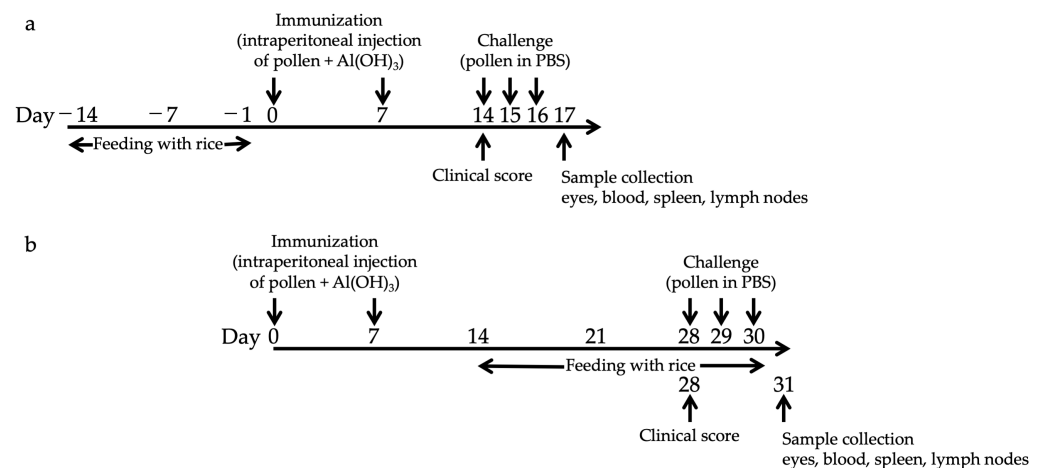 a
Immunization
(intraperitoneal injection
of pollen + Al(OH)₃)
Challenge
(pollen in PBS)
Day −14 −7 −1 0 7 14 15 16 17
Feeding with rice
Clinical score
Sample collection
eyes, blood, spleen, lymph nodes
b
Immunization
(intraperitoneal injection
of pollen + Al(OH)₃)
Challenge
(pollen in PBS)
Day 0 7 14 21 28 29 30
Feeding with rice
28 31
Clinical score
Sample collection
eyes, blood, spleen, lymph nodes